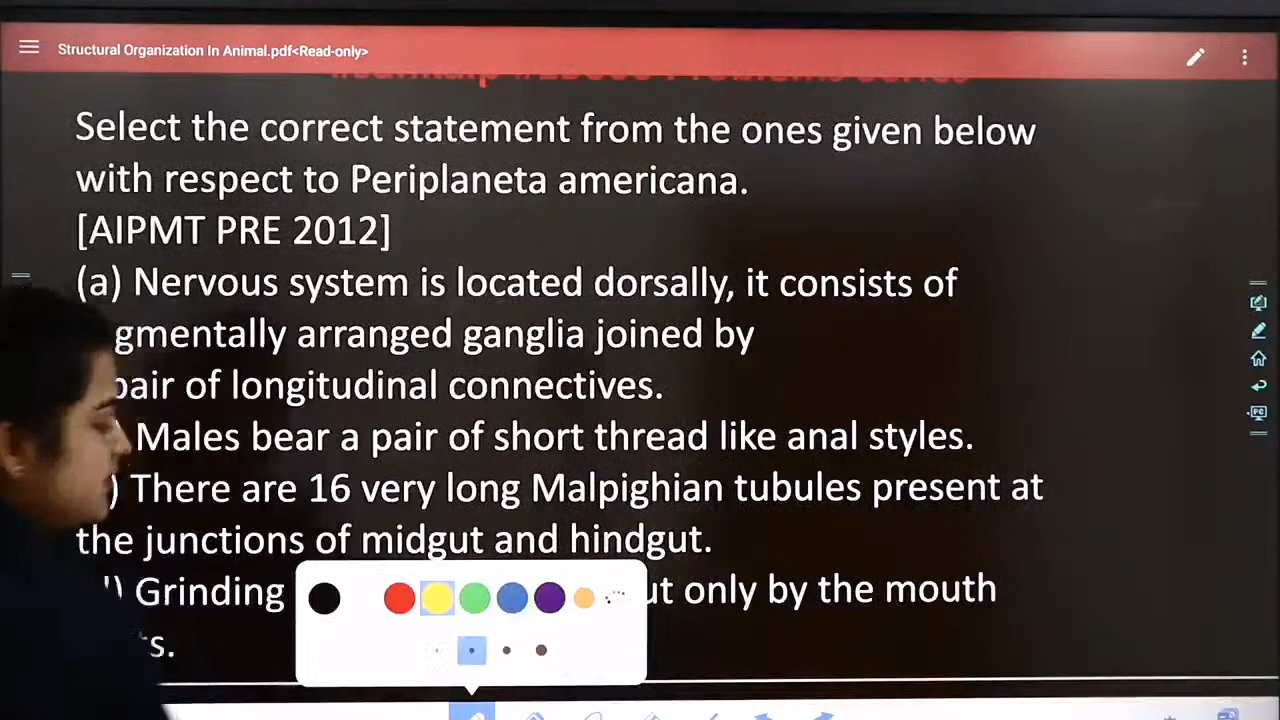 Structural Organization In Animal.pdf<Read-only>
Select the correct statement from the ones given below
with respect to Periplaneta americana.
[AIPMT PRE 2012]
(a) Nervous system is located dorsally, it consists of
gmentally arranged ganglia joined by
pair of longitudinal connectives.
) Males bear a pair of short thread like anal styles.
) There are 16 very long Malpighian tubules present at
the junctions of midgut and hindgut.
) Grinding ut only by the mouth
s.